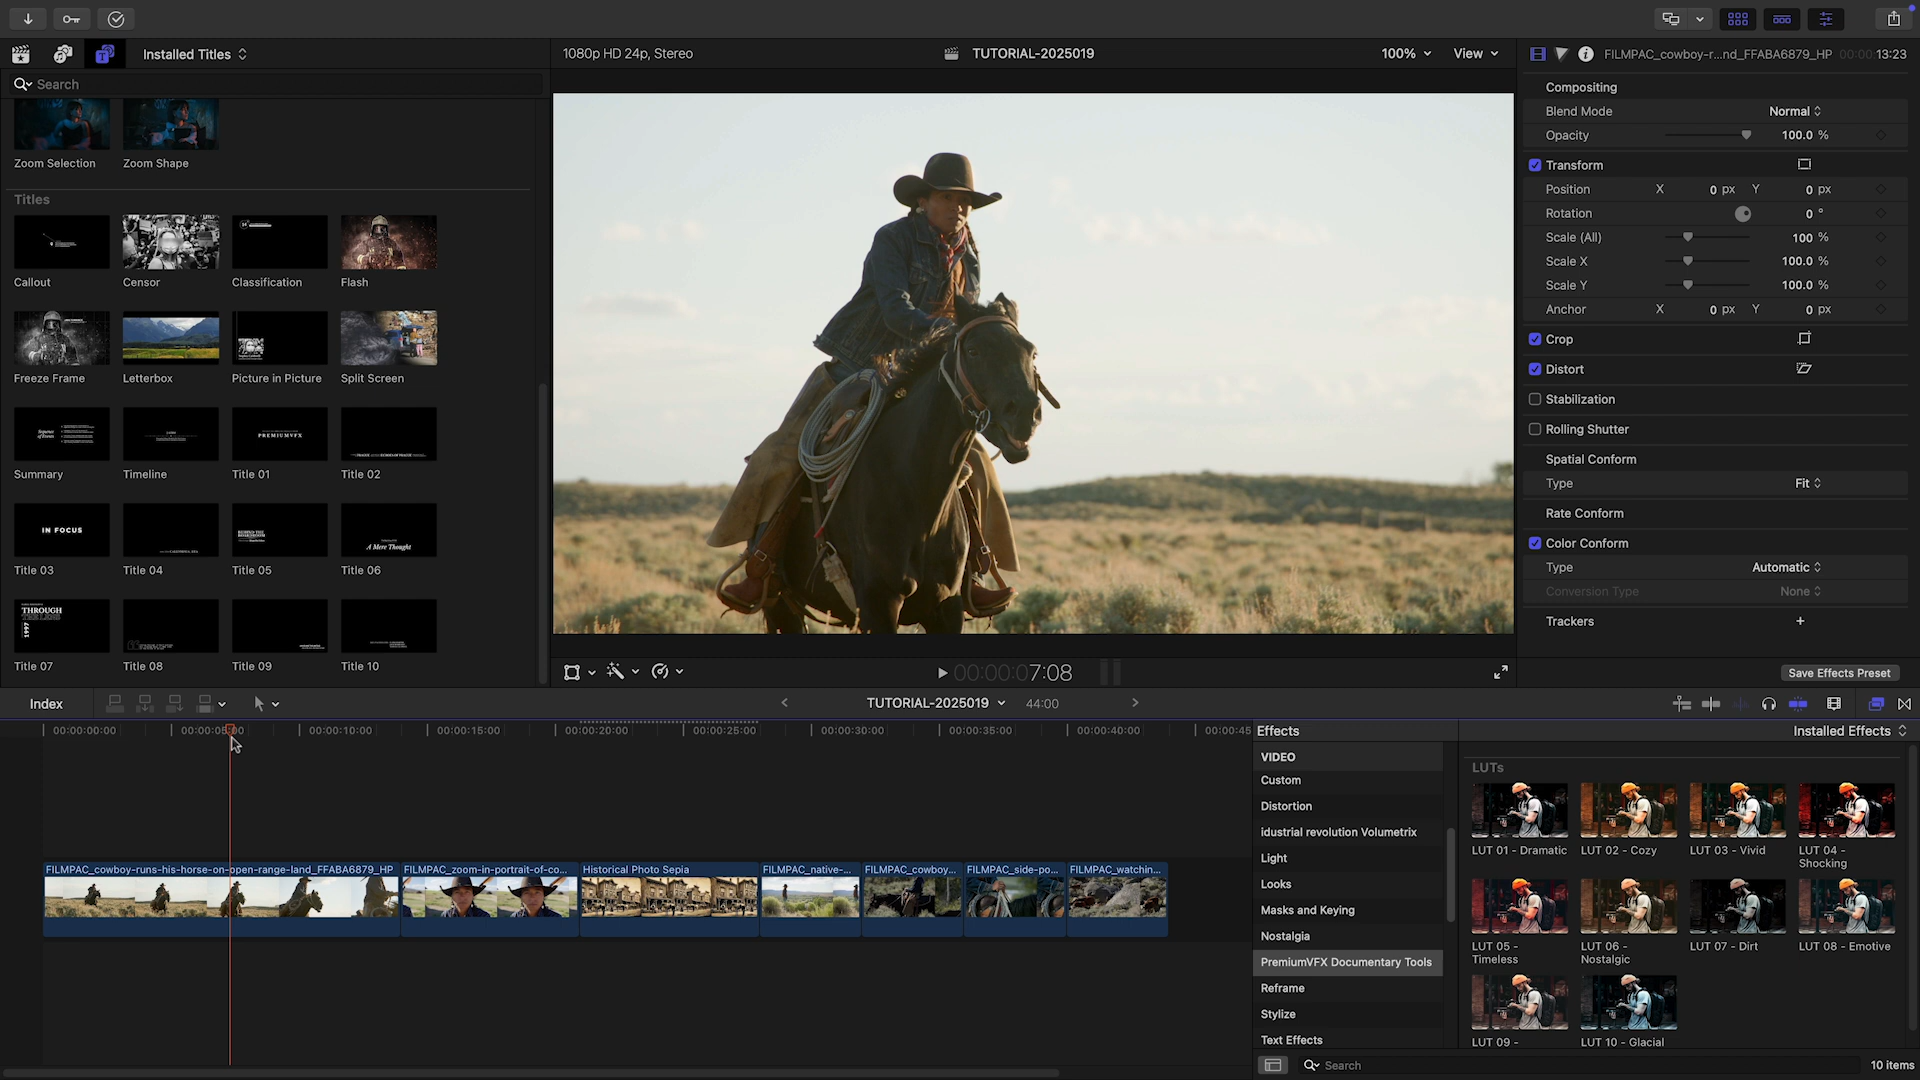 Installed Titles
1080p HD 24p, Stereo
TUTORIAL-2025019
100%
View
FILMPAC_cowboy-r...nd_FFABA6879_HP
00:00:13:23
Search
Zoom Selection
Zoom Shape
Titles
Callout
Censor
Classification
Flash
Freeze Frame
Letterbox
Picture in Picture
Split Screen
PREMIUMVFX
Summary
Timeline
Title 01
Title 02
IN FOCUS
A Mere Thought
Title 03
Title 04
Title 05
Title 06
THROUGH
1997
Title 07
Title 08
Title 09
Title 10
Compositing
Blend Mode
Normal
Opacity
100.0 %
Transform
Position
X
0 px
Y
0 px
Rotation
0 °
Scale (All)
100 %
Scale X
100.0 %
Scale Y
100.0 %
Anchor
X
0 px
Y
0 px
Crop
Distort
Stabilization
Rolling Shutter
Spatial Conform
Type
Fit
Rate Conform
Color Conform
Type
Automatic
Conversion Type
None
Trackers
+
00:00:07:08
Save Effects Preset
Index
TUTORIAL-2025019
44:00
00:00:00:00
00:00:05:00
00:00:10:00
00:00:15:00
00:00:20:00
00:00:25:00
00:00:30:00
00:00:35:00
00:00:40:00
00:00:45
FILMPAC_cowboy-runs-his-horse-on-open-range-land_FFABA6879_HP
FILMPAC_zoom-in-portrait-of-co...
Historical Photo Sepia
FILMPAC_native-...
FILMPAC_cowboy...
FILMPAC_side-po...
FILMPAC_watchin...
Effects
Installed Effects
VIDEO
Custom
Distortion
idustrial revolution Volumetrix
Light
Looks
Masks and Keying
Nostalgia
PremiumVFX Documentary Tools
Reframe
Stylize
Text Effects
LUTs
LUT 01 - Dramatic
LUT 02 - Cozy
LUT 03 - Vivid
LUT 04 -
Shocking
LUT 05 -
Timeless
LUT 06 -
Nostalgic
LUT 07 - Dirt
LUT 08 - Emotive
LUT 09 -
LUT 10 - Glacial
Search
10 items